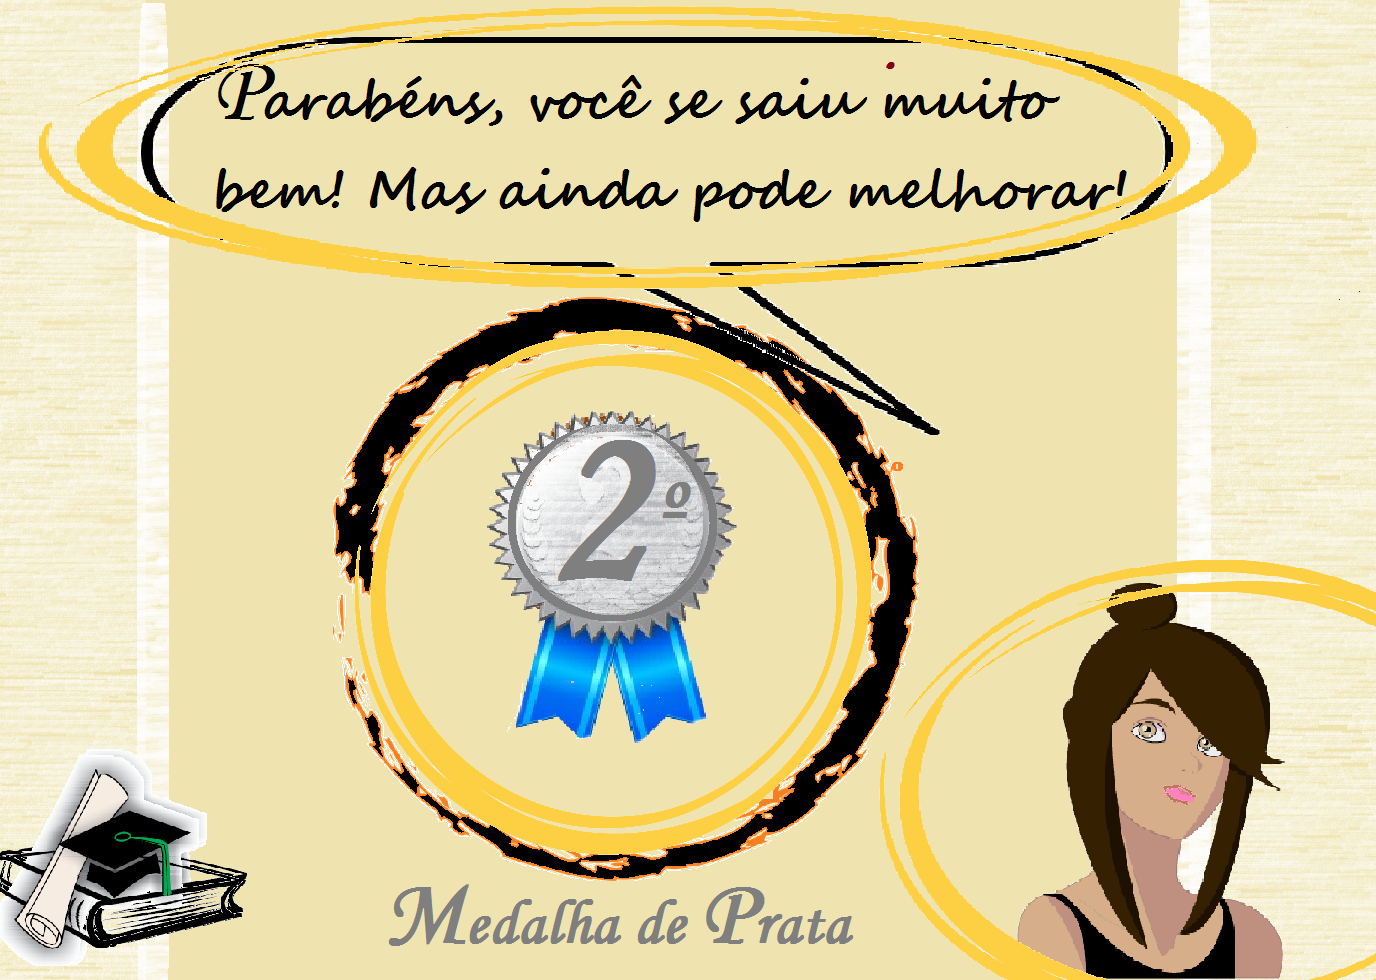 Parabéns, você se saiu muito
bem! Mas ainda pode melhorar!
2º
Medalha de Prata